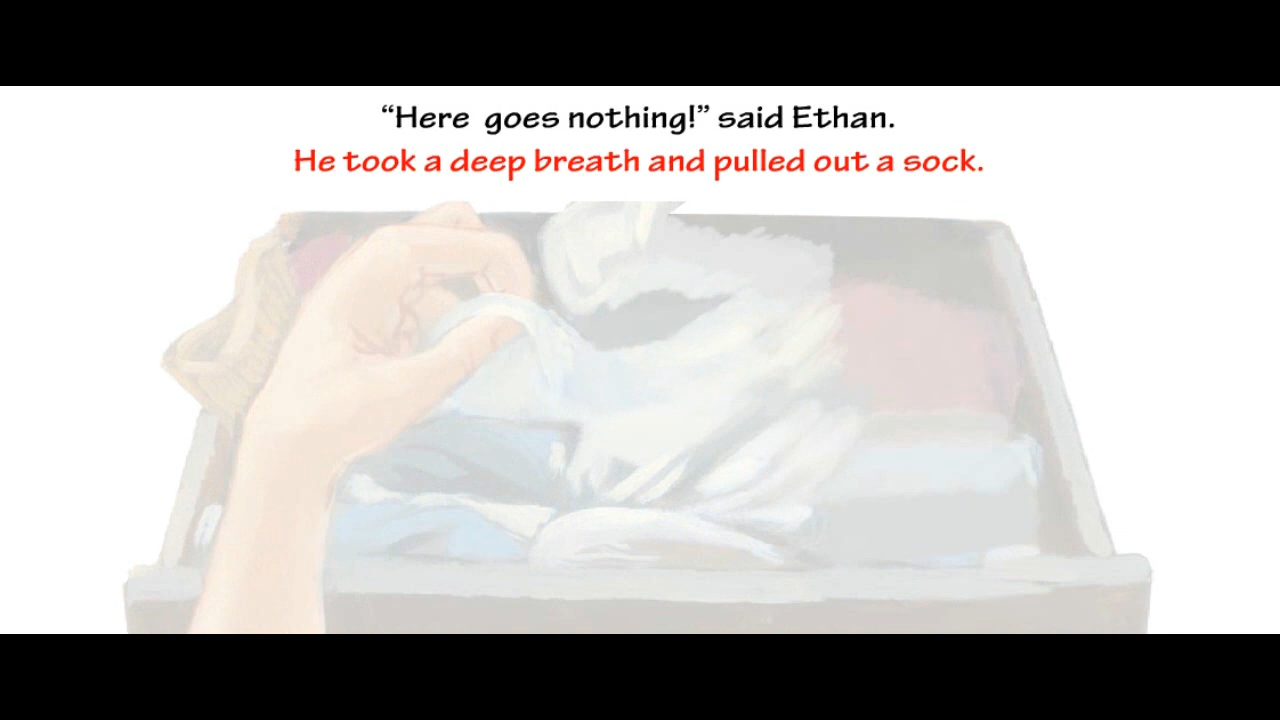 “Here goes nothing!” said Ethan.
He took a deep breath and pulled out a sock.